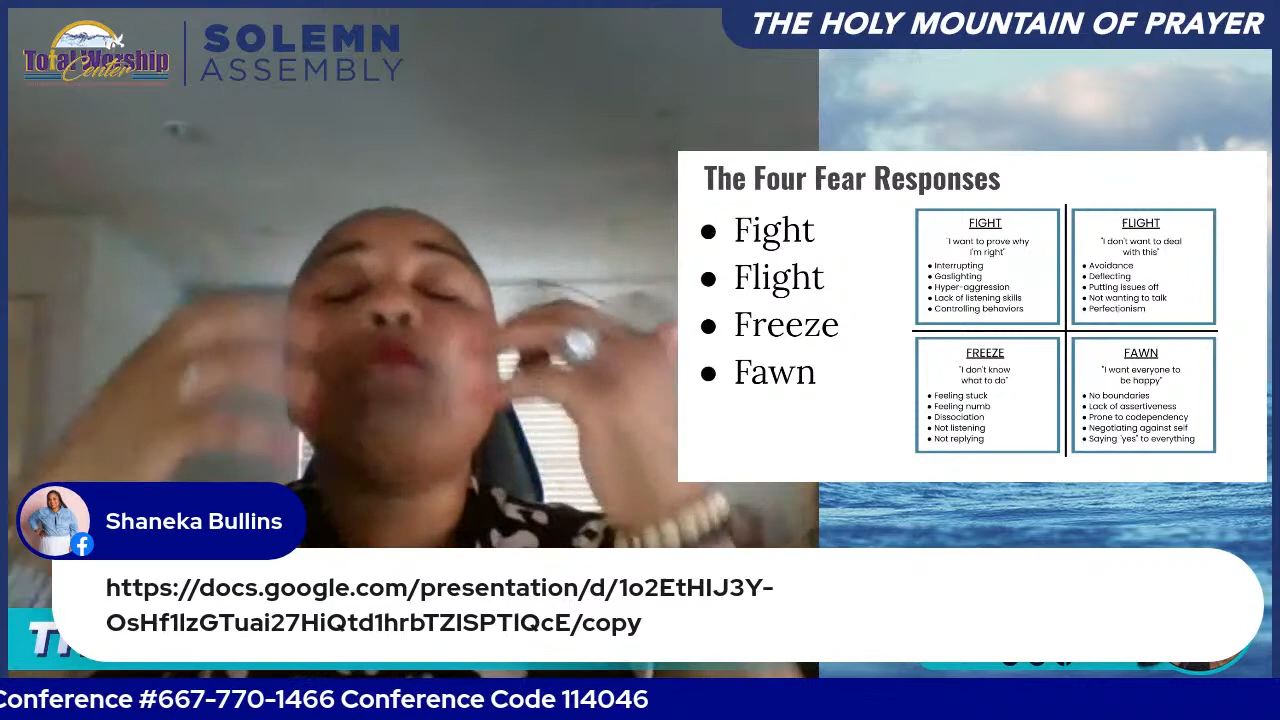 THE HOLY MOUNTAIN OF PRAYER
Total Worship
Center
SOLEMN
ASSEMBLY
The Four Fear Responses
● Fight
● Flight
● Freeze
● Fawn
FIGHT
"I want to prove why
I'm right"
● Interrupting
● Gaslighting
● Hyper-aggression
● Lack of listening skills
● Controlling behaviors
FLIGHT
"I don't want to deal
with this"
● Avoidance
● Deflecting
● Putting issues off
● Not wanting to talk
● Perfectionism
FREEZE
"I don't know
what to do"
● Feeling stuck
● Feeling numb
● Dissociation
● Not listening
● Not replying
FAWN
"I want everyone to
be happy"
● No boundaries
● Lack of assertiveness
● Prone to codependency
● Negotiating against self
● Saying "yes" to everything
Shaneka Bullins
https://docs.google.com/presentation/d/1o2EtHIJ3Y-
OsHf1lzGTuai27HiQtd1hrbTZlSPTlQcE/copy
Conference #667-770-1466 Conference Code 114046